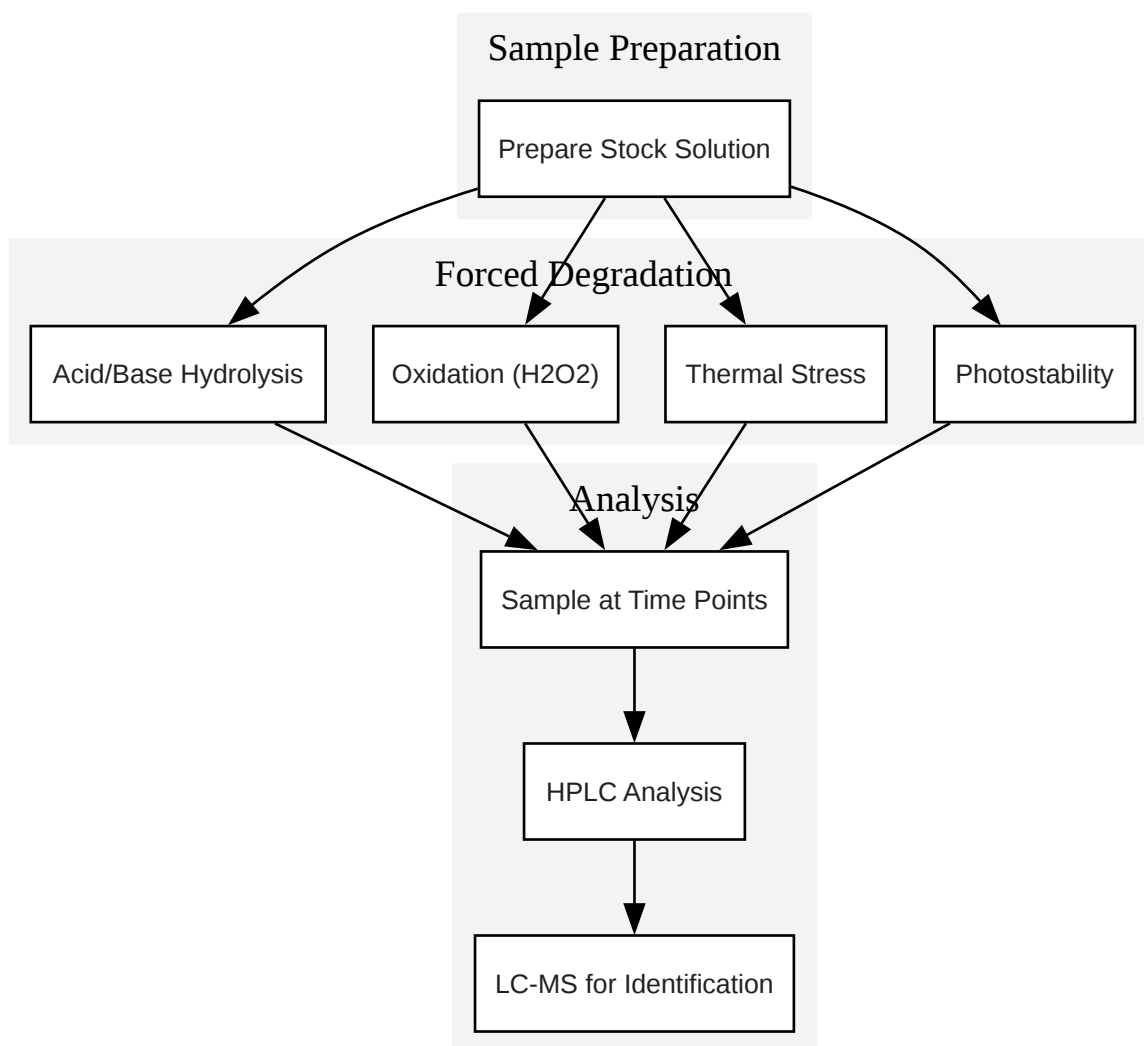 Sample Preparation
Prepare Stock Solution
Forced Degradation
Acid/Base Hydrolysis
Oxidation (H2O2)
Thermal Stress
Photostability
Analysis
Sample at Time Points
HPLC Analysis
LC-MS for Identification